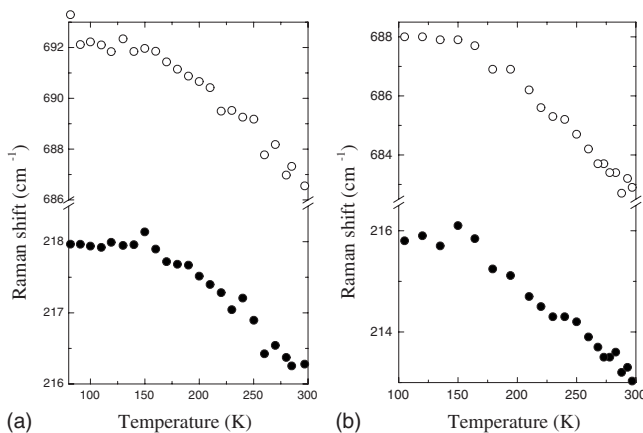 692
690
688
686
218
217
216
100 150 200 250 300
Raman shift (cm⁻¹)
Temperature (K)
(a)
688
686
684
216
214
100 150 200 250 300
Raman shift (cm⁻¹)
Temperature (K)
(b)